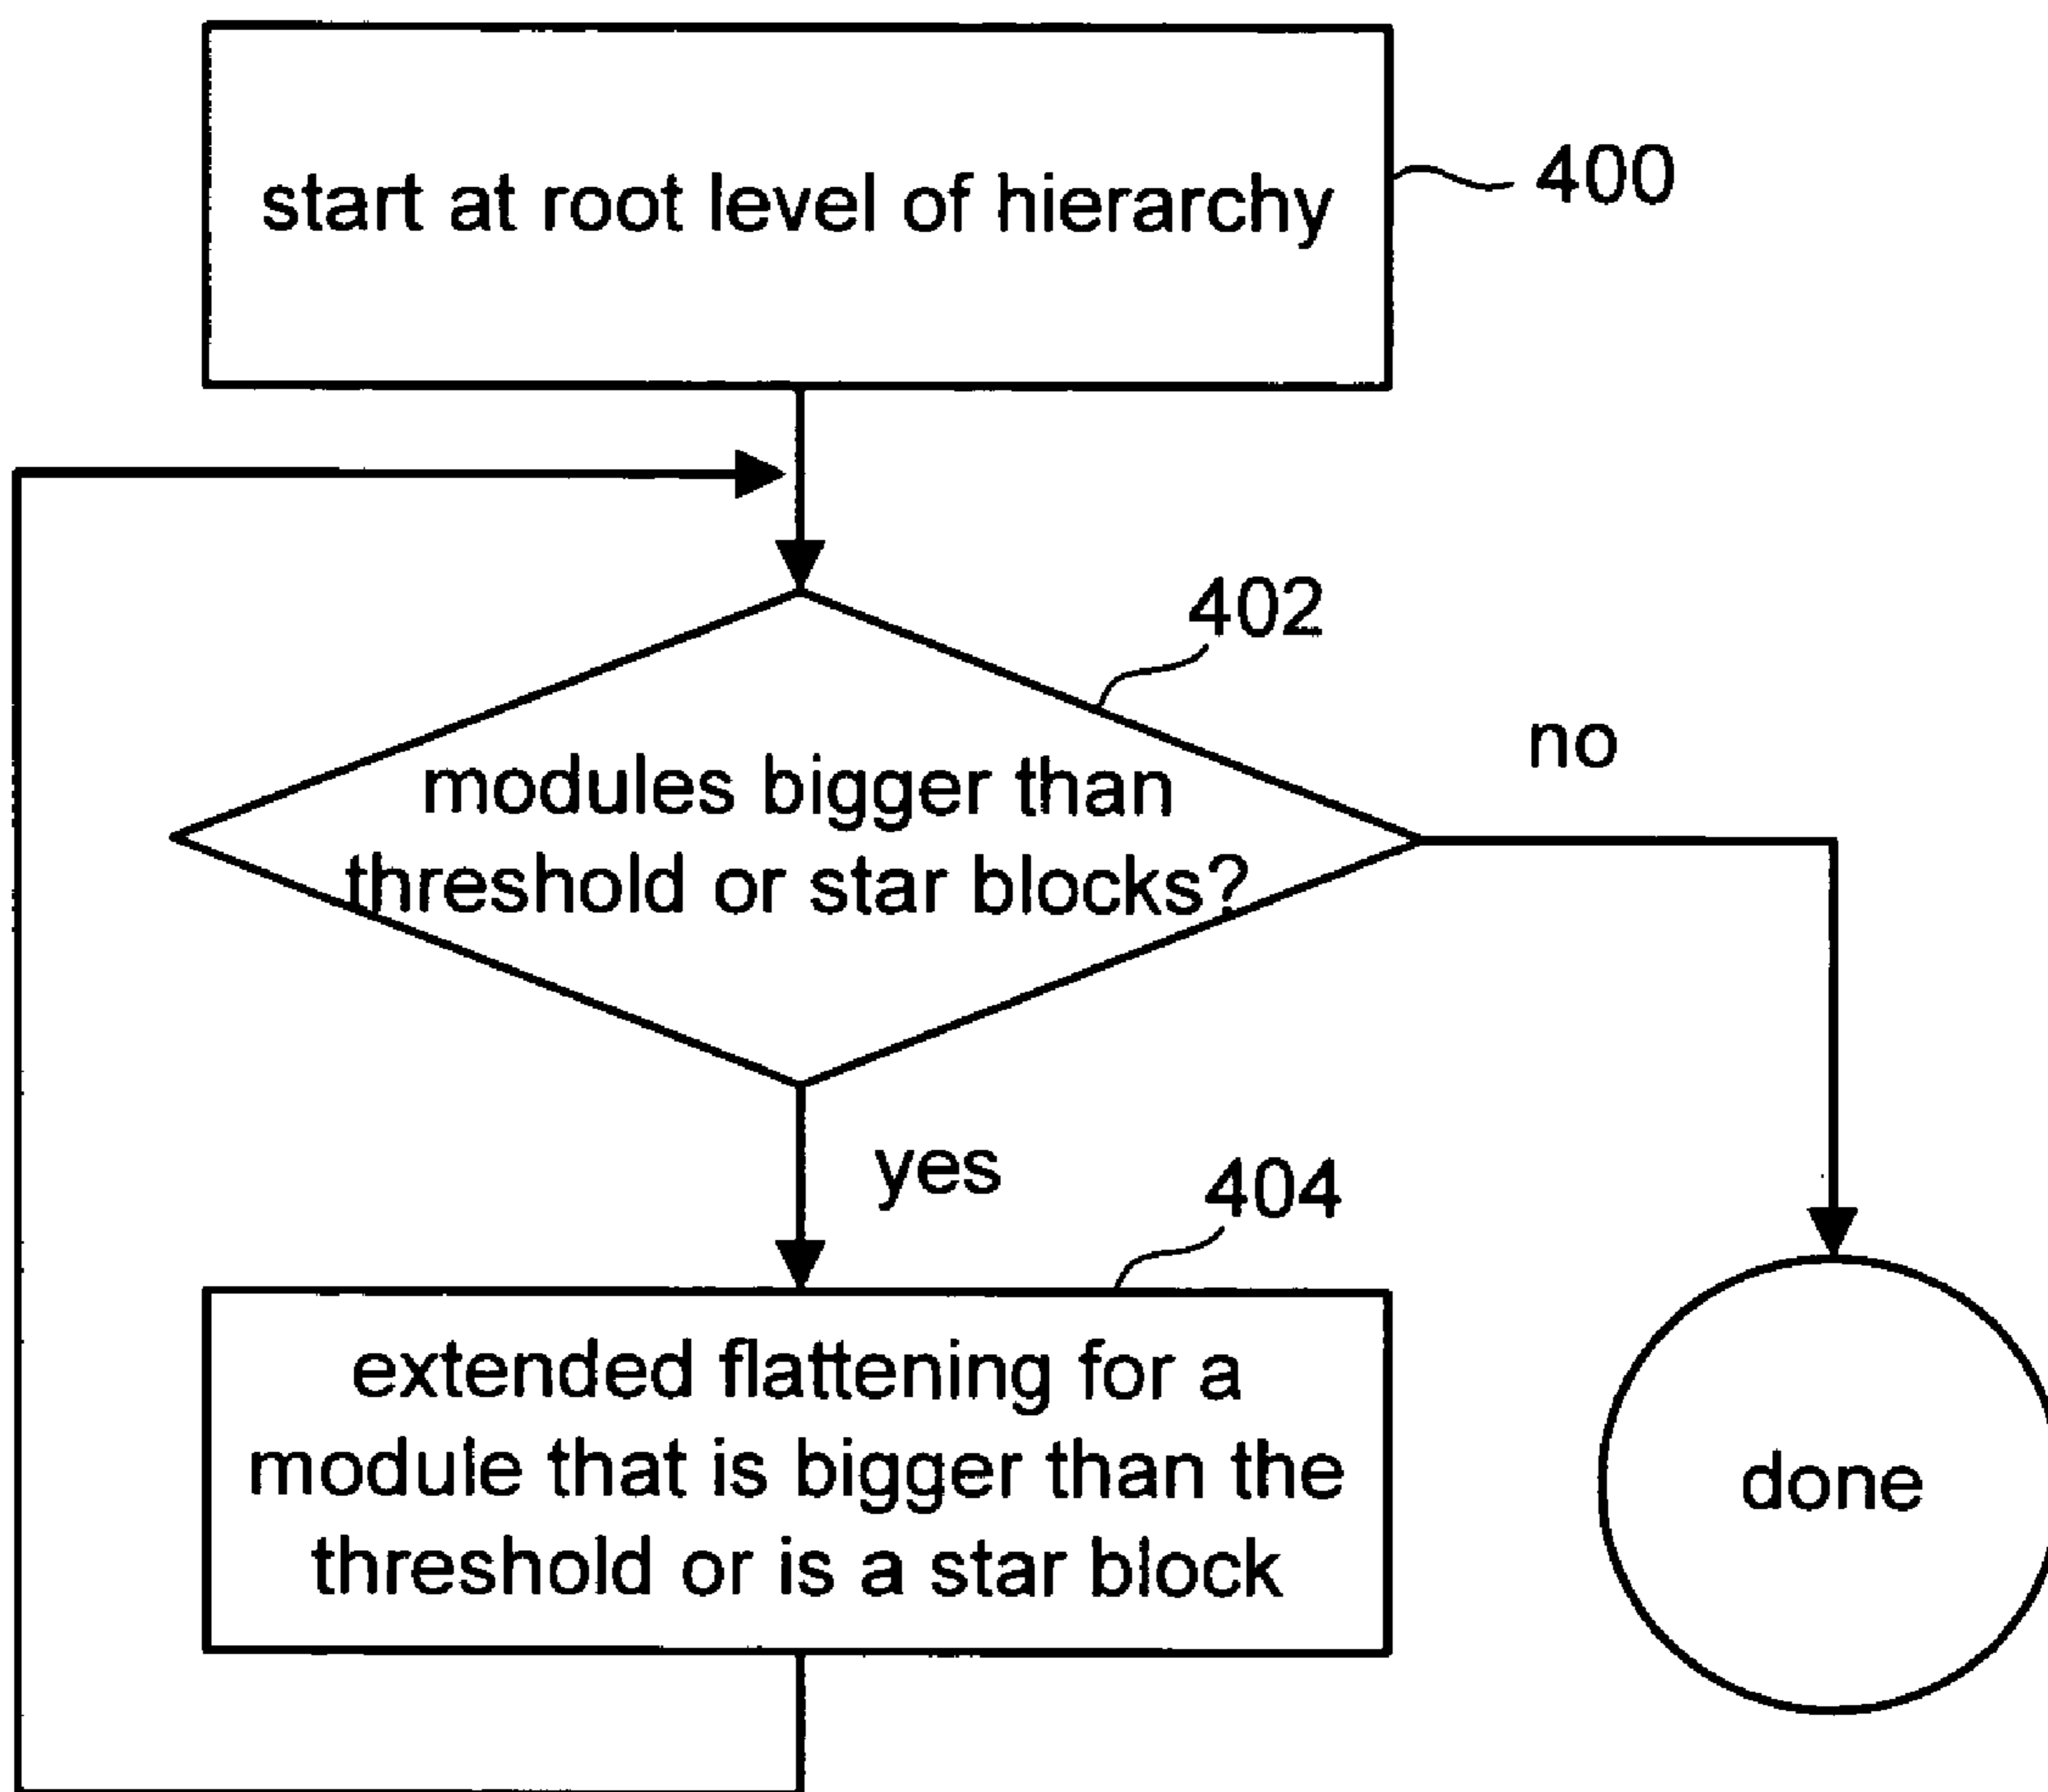 start at root level of hierarchy
400
402
modules bigger than
threshold or star blocks?
no
yes
404
extended flattening for a
module that is bigger than the
threshold or is a star block
done